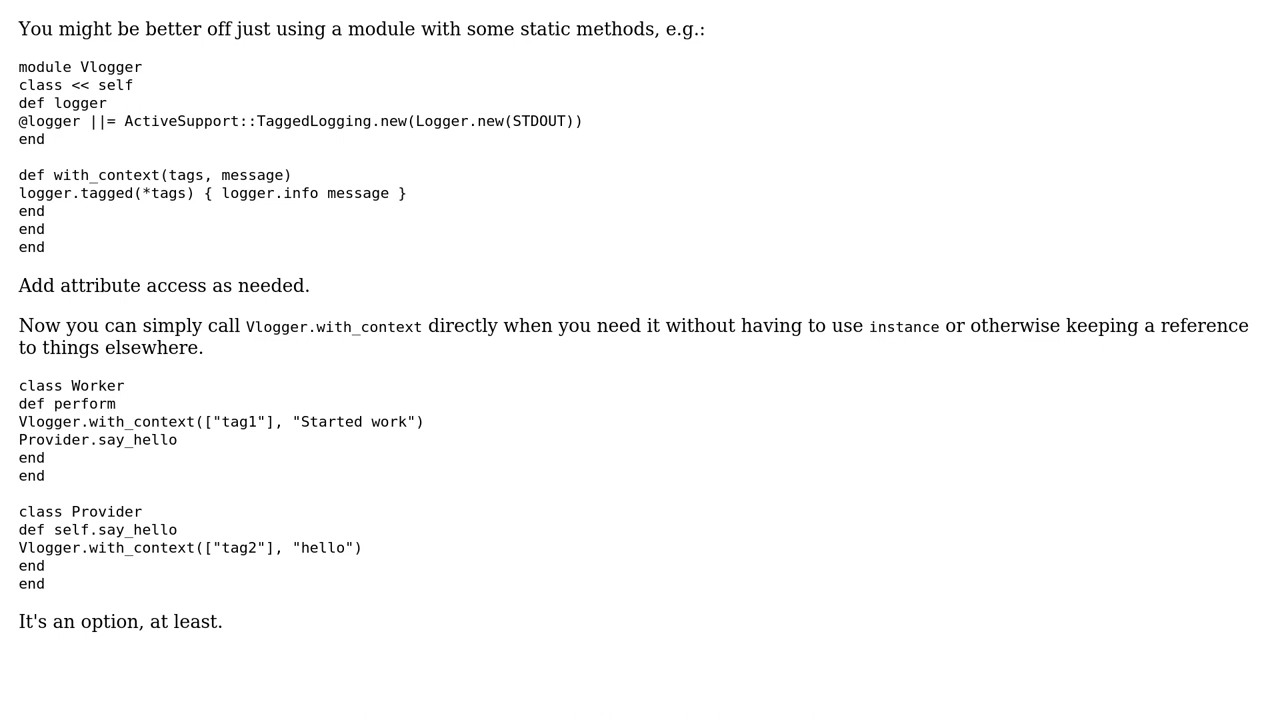 You might be better off just using a module with some static methods, e.g.:
module Vlogger
class << self
def logger
@logger ||= ActiveSupport::TaggedLogging.new(Logger.new(STDOUT))
end
def with_context(tags, message)
logger.tagged(*tags) { logger.info message }
end
end
end
Add attribute access as needed.
Now you can simply call Vlogger.with_context directly when you need it without having to use instance or otherwise keeping a reference
to things elsewhere.
class Worker
def perform
Vlogger.with_context(["tag1"], "Started work")
Provider.say_hello
end
end
class Provider
def self.say_hello
Vlogger.with_context(["tag2"], "hello")
end
end
It's an option, at least.